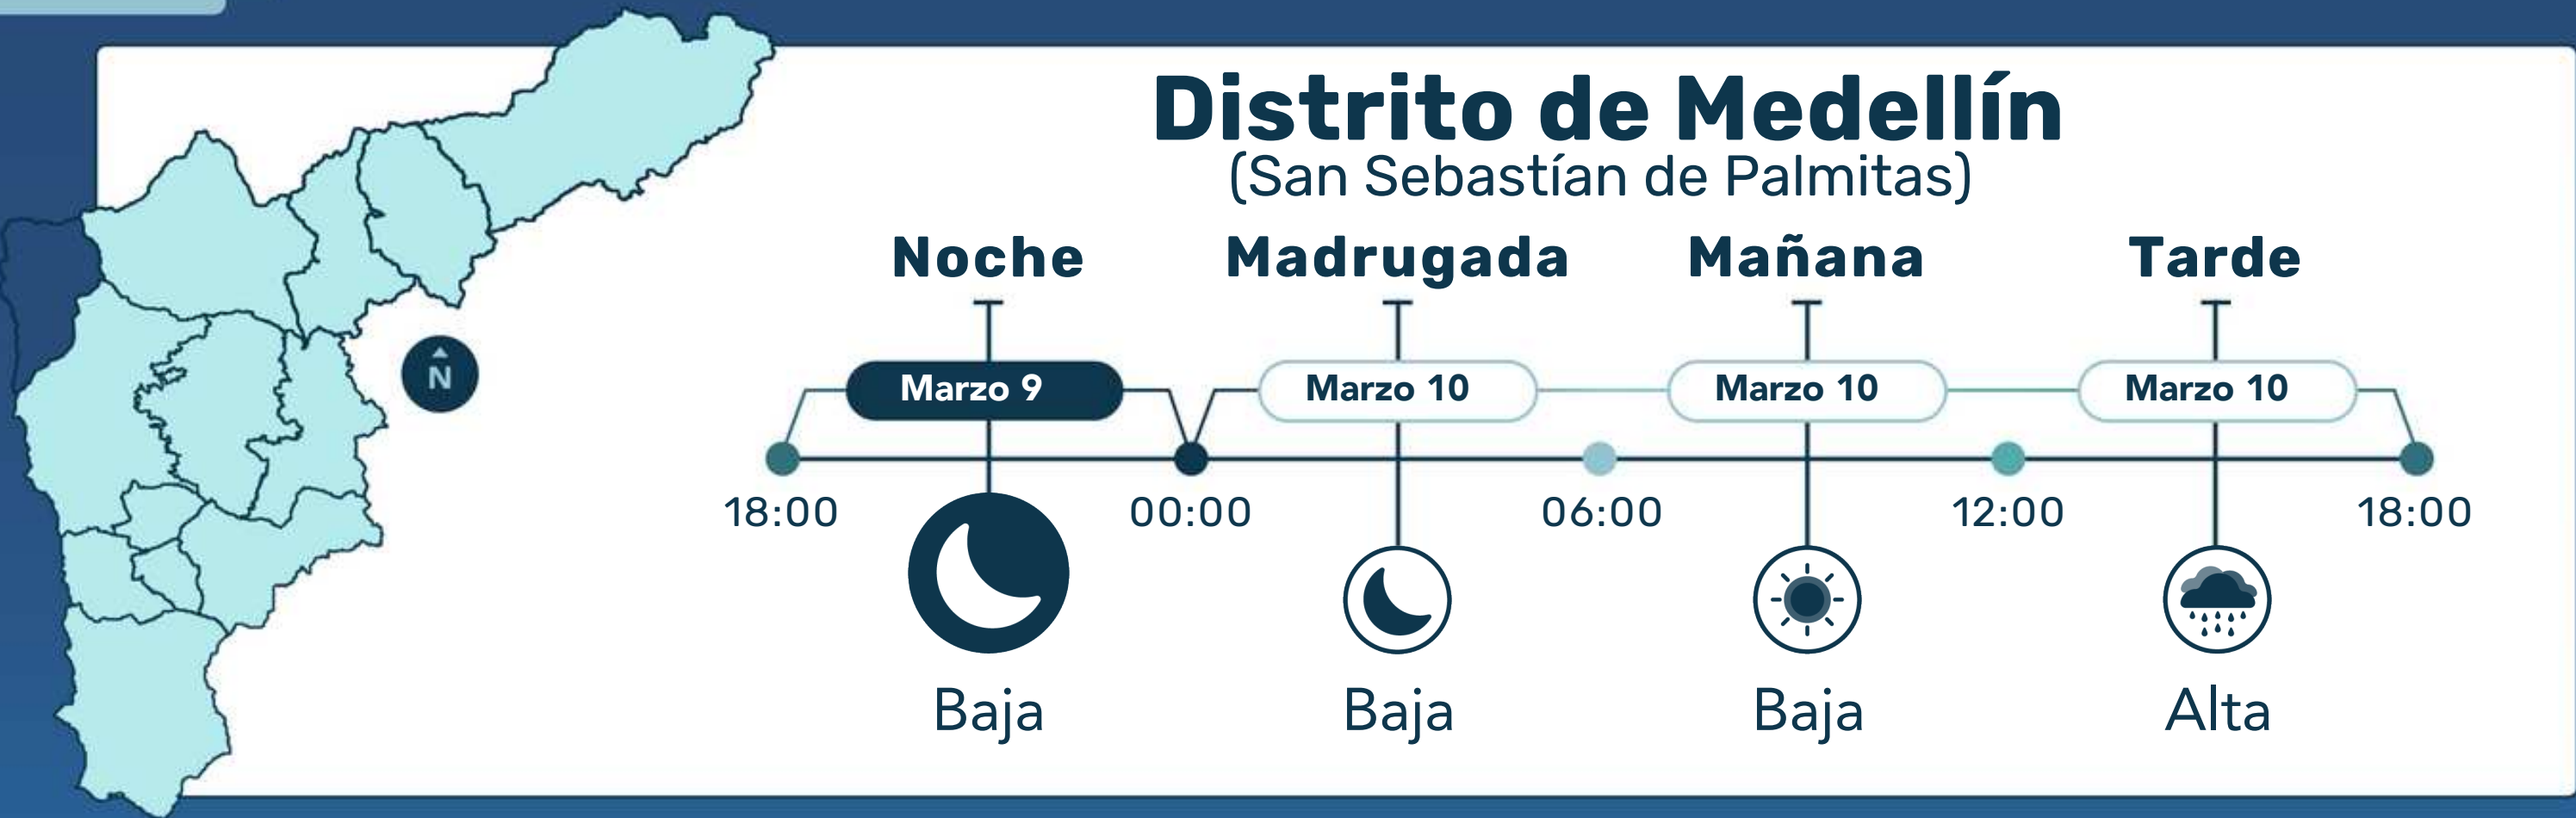 Distrito de Medellín
(San Sebastían de Palmitas)
Noche Madrugada Mañana Tarde
Marzo 9 Marzo 10 Marzo 10 Marzo 10
N
18:00 00:00 06:00 12:00 18:00
Baja Baja Baja Alta